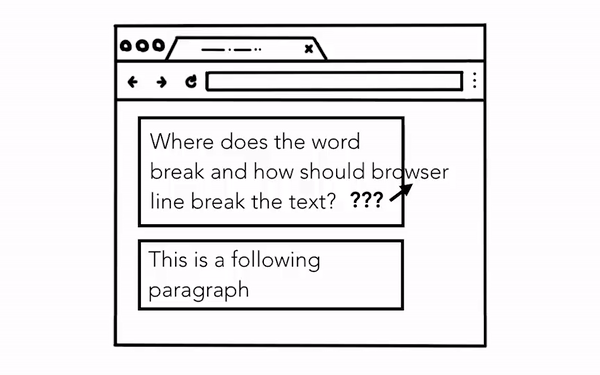 Where does the word
break and how should browser
line break the text? ???
This is a following
paragraph